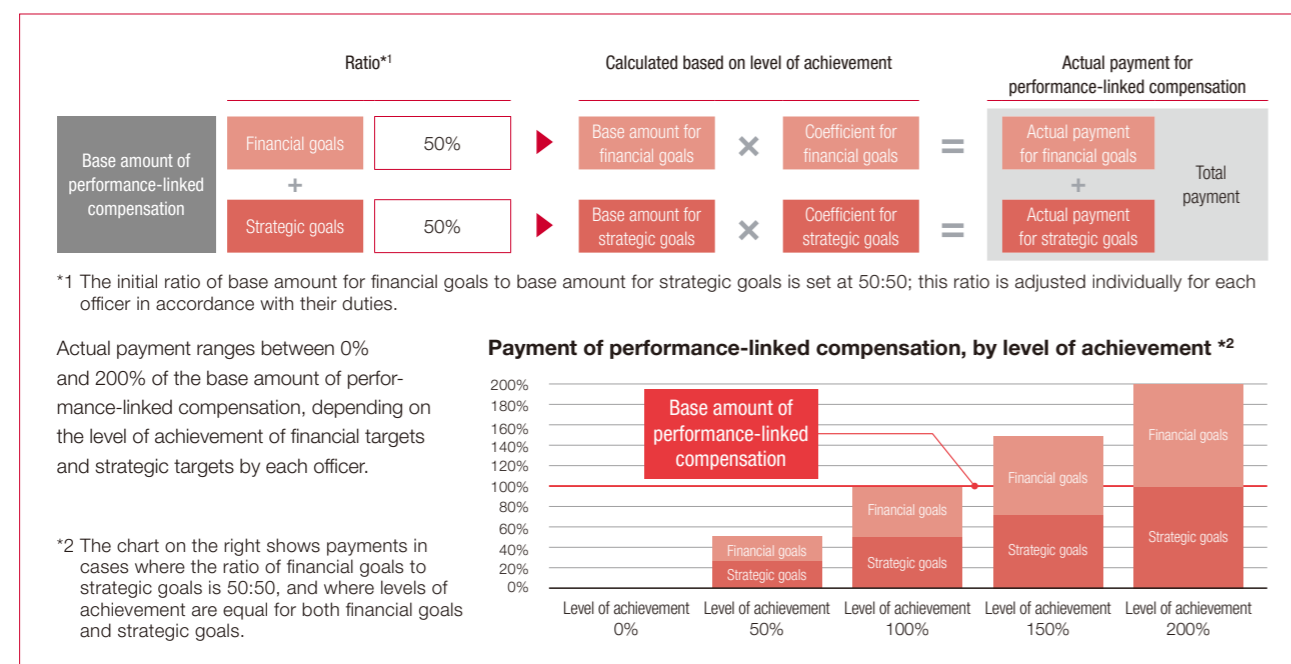 Ratio*1
Calculated based on level of achievement
Actual payment for
performance-linked compensation
Base amount of
performance-linked
compensation
Financial goals
50%
Base amount for
financial goals
×
Coefficient for
financial goals
=
Actual payment
for financial goals
+
+
Total
payment
Strategic goals
50%
Base amount for
strategic goals
×
Coefficient for
strategic goals
=
Actual payment
for strategic goals
*1 The initial ratio of base amount for financial goals to base amount for strategic goals is set at 50:50; this ratio is adjusted individually for each
officer in accordance with their duties.
Actual payment ranges between 0%
and 200% of the base amount of perfor-
mance-linked compensation, depending on
the level of achievement of financial targets
and strategic targets by each officer.
*2 The chart on the right shows payments in
cases where the ratio of financial goals to
strategic goals is 50:50, and where levels of
achievement are equal for both financial goals
and strategic goals.
Payment of performance-linked compensation, by level of achievement *2
200%
180%
160%
140%
120%
100%
80%
60%
40%
20%
0%
Base amount of
performance-linked
compensation
Financial goals
Strategic goals
Financial goals
Strategic goals
Financial goals
Strategic goals
Financial goals
Strategic goals
Level of achievement
0%
Level of achievement
50%
Level of achievement
100%
Level of achievement
150%
Level of achievement
200%